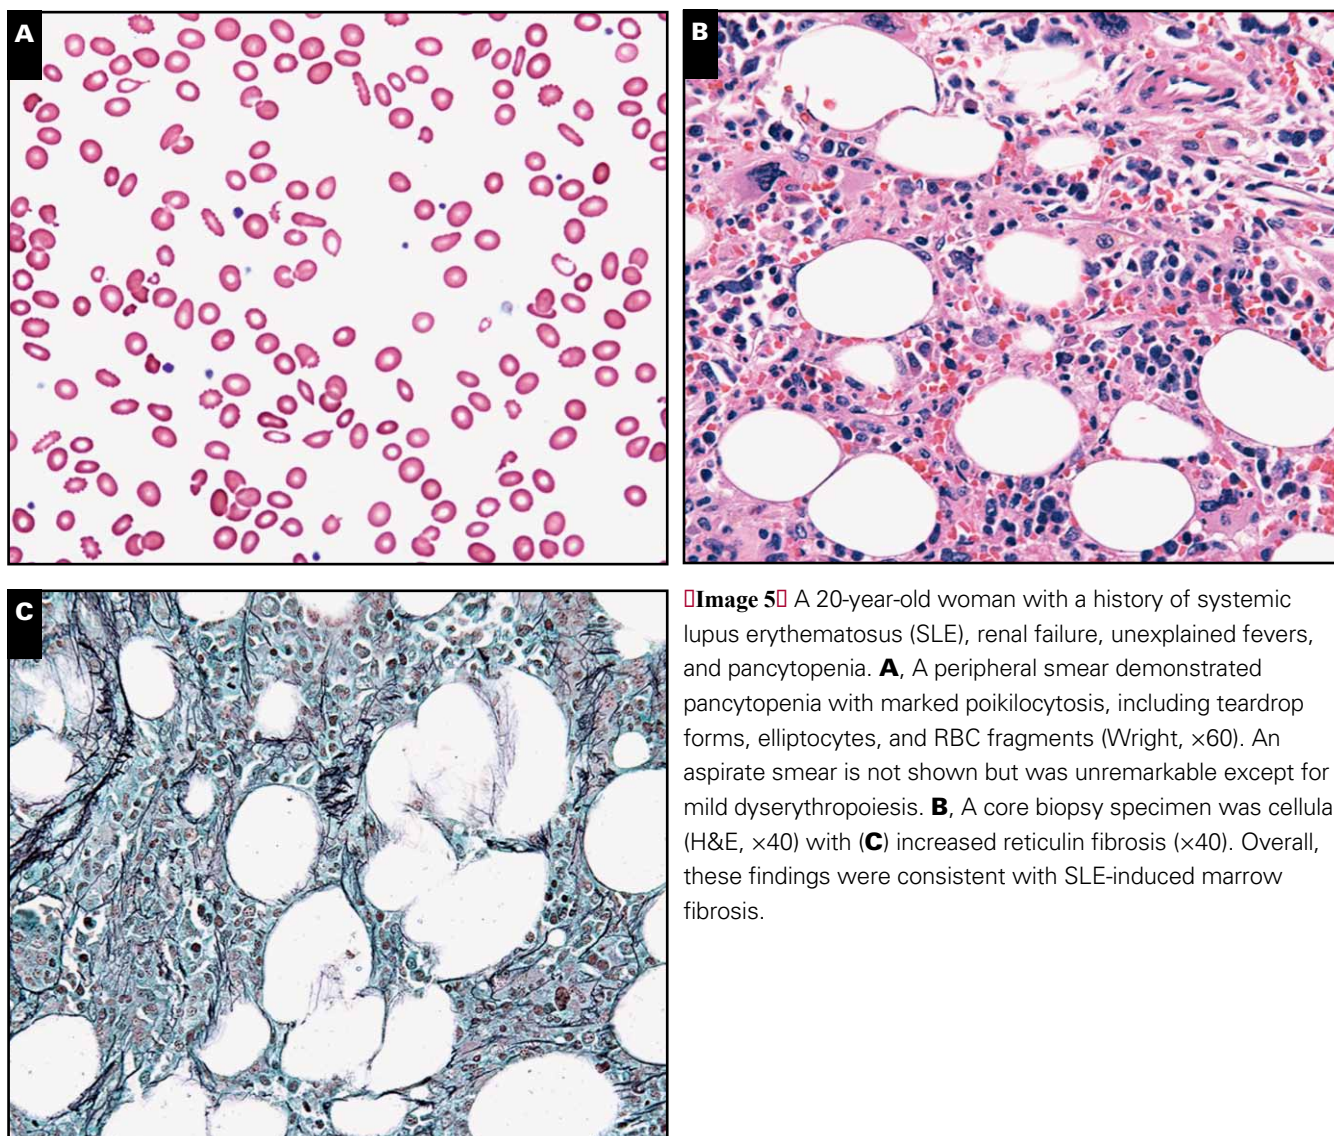 A
B
C
▯Image 5▯ A 20-year-old woman with a history of systemic
lupus erythematosus (SLE), renal failure, unexplained fevers,
and pancytopenia. A, A peripheral smear demonstrated
pancytopenia with marked poikilocytosis, including teardrop
forms, elliptocytes, and RBC fragments (Wright, ×60). An
aspirate smear is not shown but was unremarkable except for
mild dyserythropoiesis. B, A core biopsy specimen was cellula
(H&E, ×40) with (C) increased reticulin fibrosis (×40). Overall,
these findings were consistent with SLE-induced marrow
fibrosis.